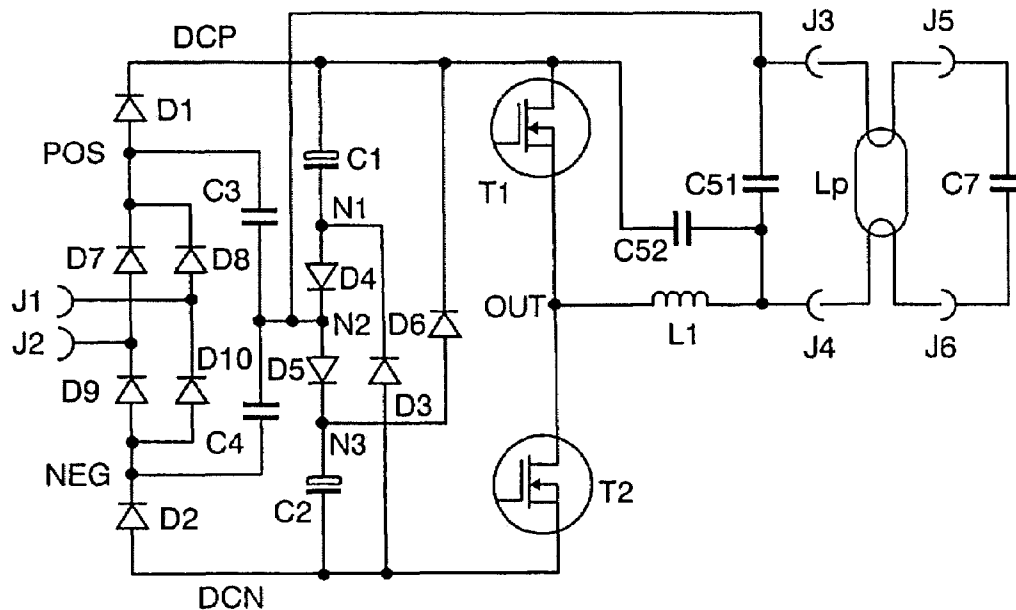 J3
J5
DCP
D1
POS
C3
C1
T1
C51
Lp
C7
N1
D7
D8
C52
D4
J1
OUT
N2
D6
J2
L1
D10
D5
J4
J6
D9
D3
C4
N3
NEG
T2
D2
C2
DCN